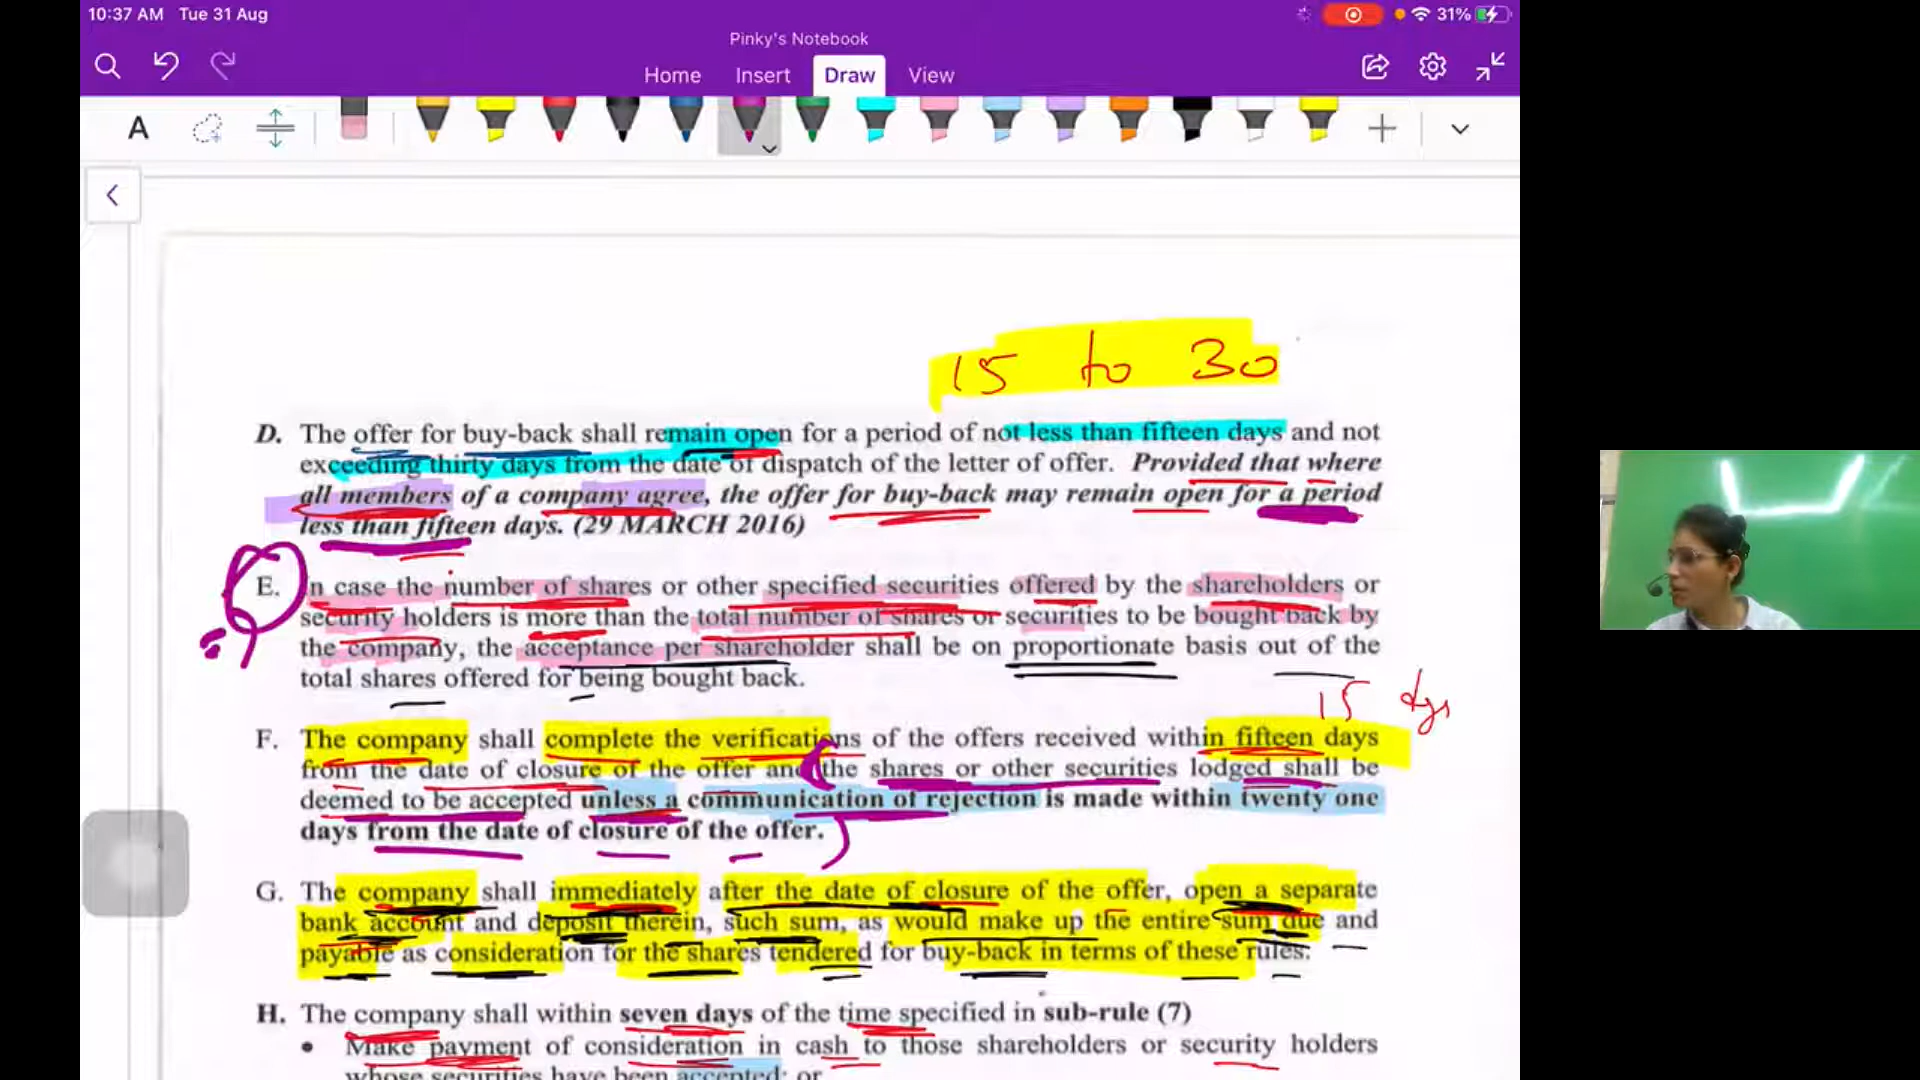 10:37 AM Tue 31 Aug
31%
Pinky's Notebook
Home Insert Draw View
A
15 to 30
D. The offer for buy-back shall remain open for a period of not less than fifteen days and not
exceeding thirty days from the date of dispatch of the letter of offer. Provided that where
all members of a company agree, the offer for buy-back may remain open for a period
less than fifteen days. (29 MARCH 2016)
E. In case the number of shares or other specified securities offered by the shareholders or
security holders is more than the total number of shares or securities to be bought back by
the company, the acceptance per shareholder shall be on proportionate basis out of the
total shares offered for being bought back.
15 dys
F. The company shall complete the verifications of the offers received within fifteen days
from the date of closure of the offer and the shares or other securities lodged shall be
deemed to be accepted unless a communication of rejection is made within twenty one
days from the date of closure of the offer.
G. The company shall immediately after the date of closure of the offer, open a separate
bank account and deposit therein, such sum, as would make up the entire sum due and
payable as consideration for the shares tendered for buy-back in terms of these rules.
H. The company shall within seven days of the time specified in sub-rule (7)
• Make payment of consideration in cash to those shareholders or security holders
whose securities have been accepted; or